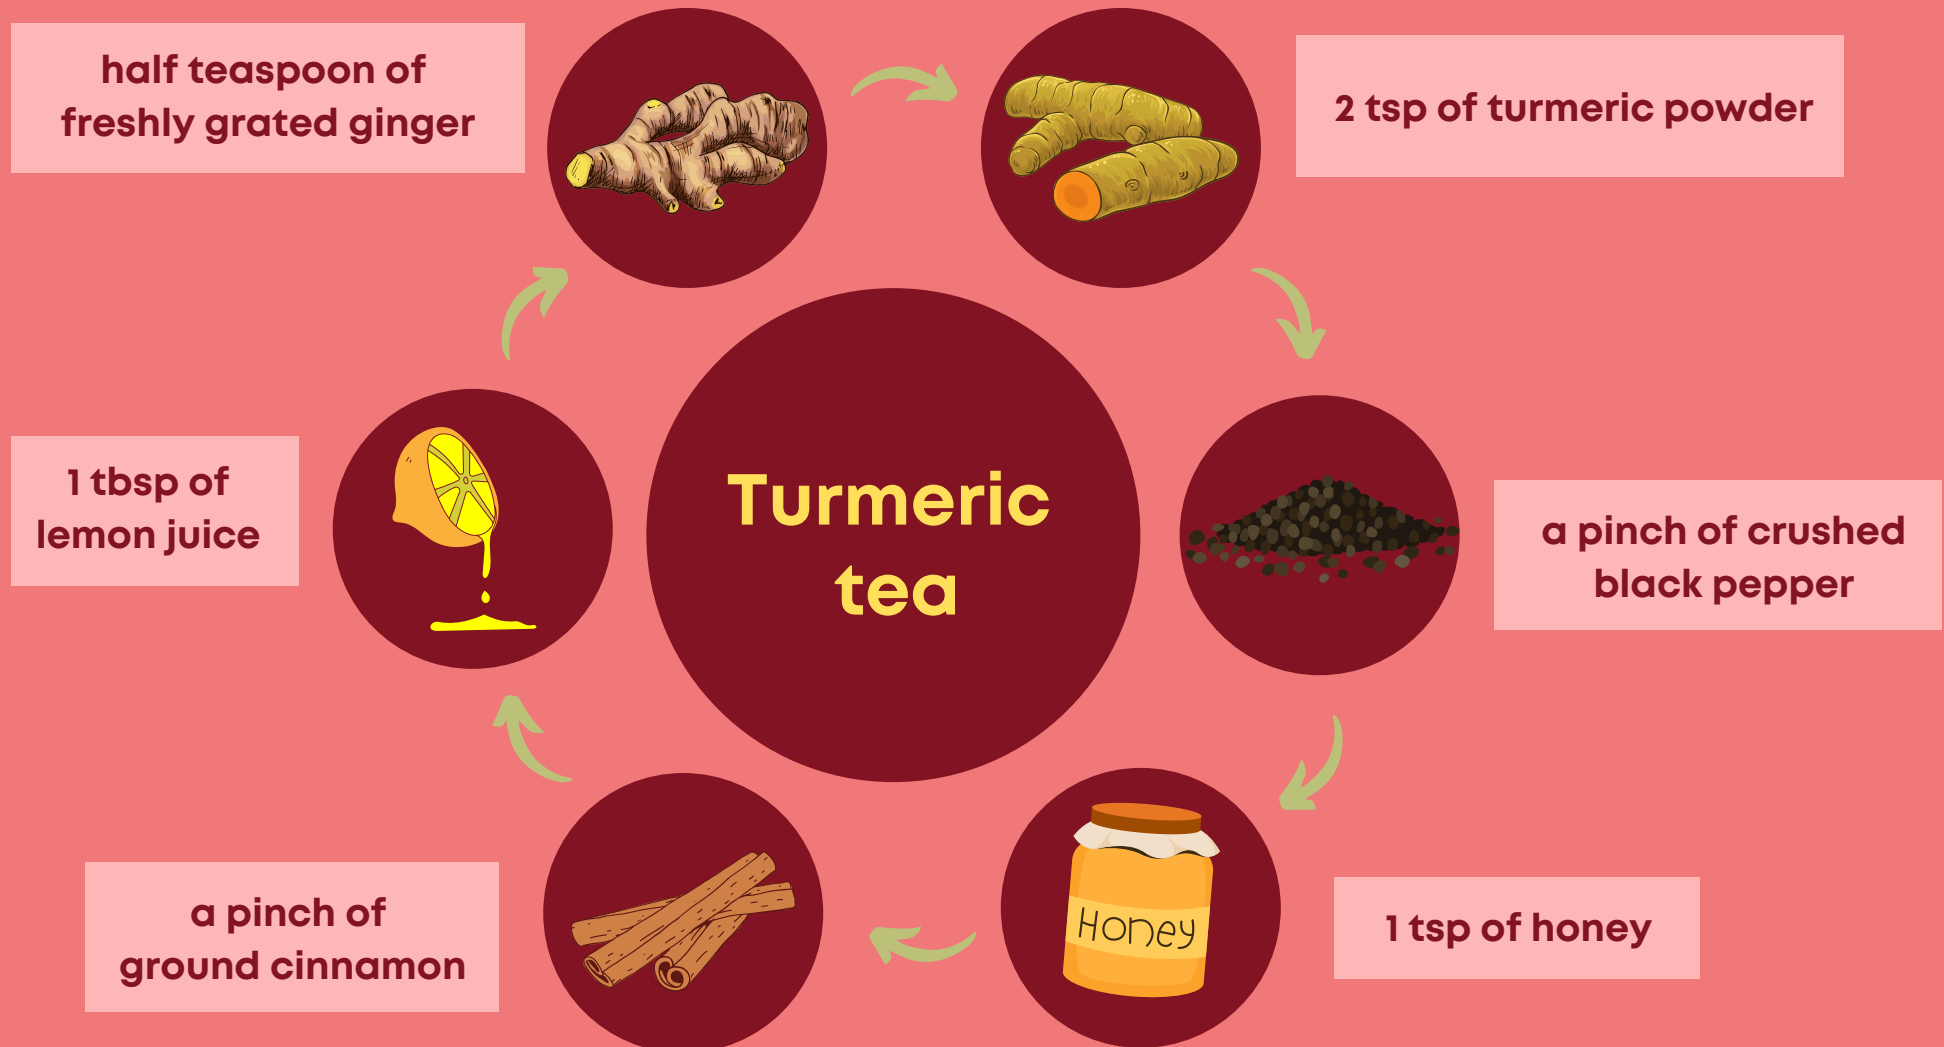 half teaspoon of
freshly grated ginger
2 tsp of turmeric powder
1 tbsp of
lemon juice
Turmeric
tea
a pinch of crushed
black pepper
a pinch of
ground cinnamon
Honey
1 tsp of honey